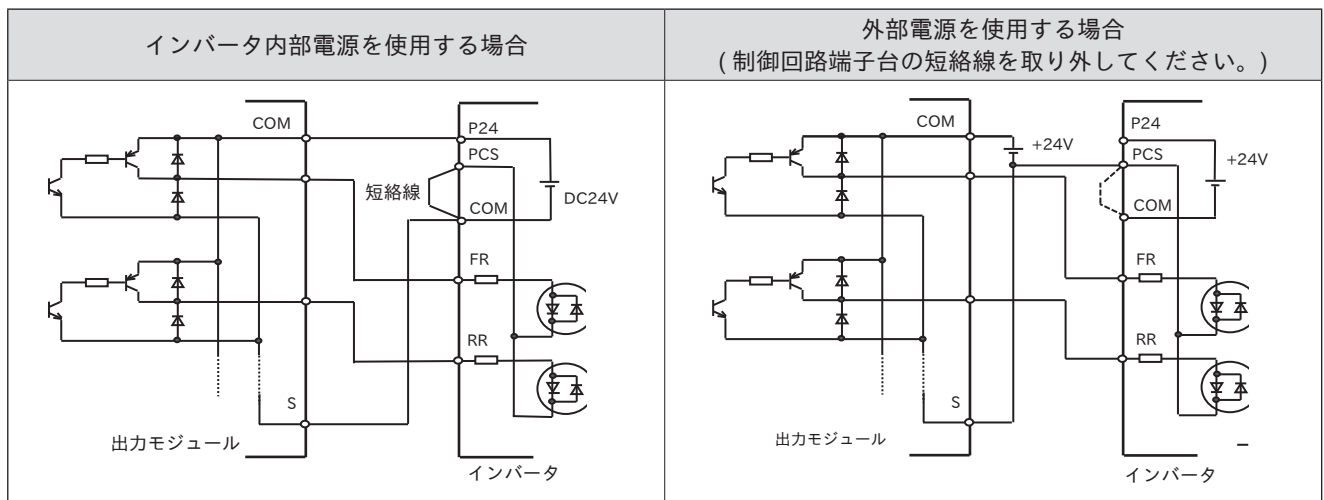 インバータ内部電源を使用する場合
外部電源を使用する場合
(制御回路端子台の短絡線を取り外してください。)
COM
P24
PCS
短絡線
COM
DC24V
FR
RR
S
出力モジュール
インバータ
COM
+24V
P24
PCS
+24V
COM
FR
RR
S
出力モジュール
インバータ